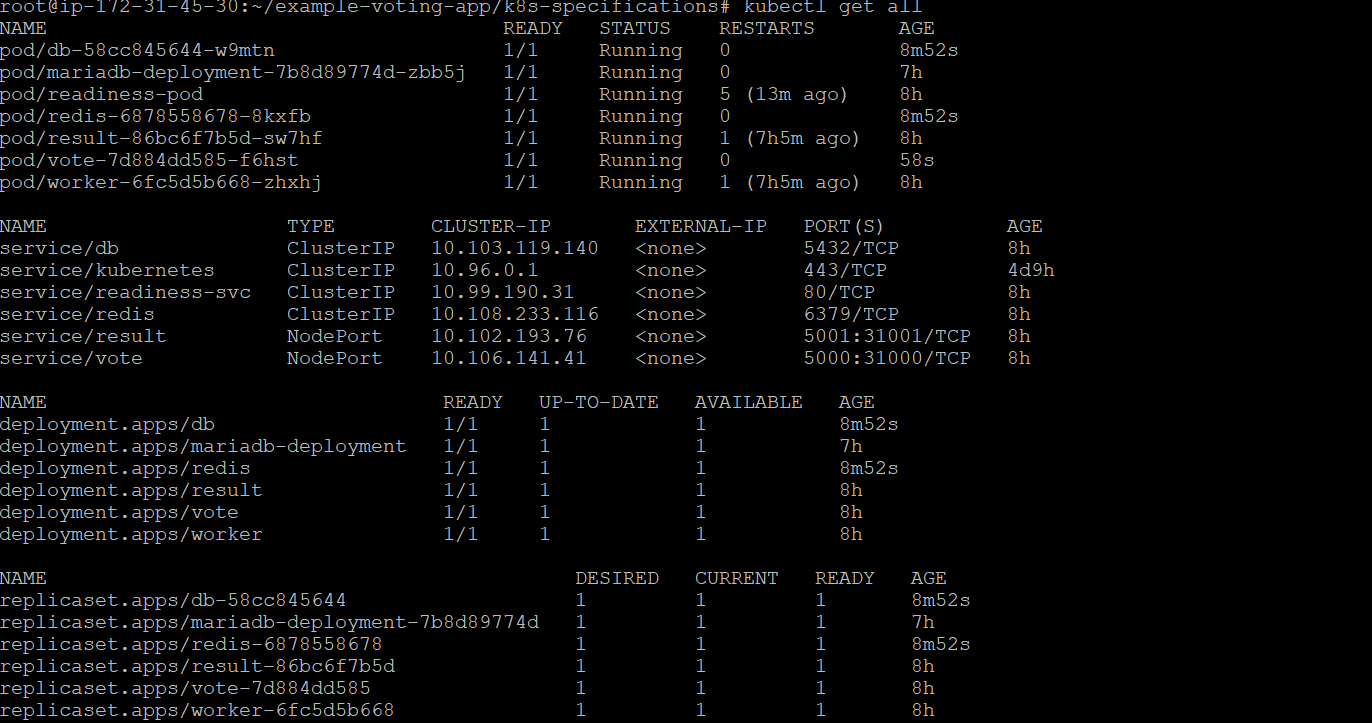 root@ip-172-31-45-30:~/example-voting-app/k8s-specifications# kubectl get all
NAME READY STATUS RESTARTS AGE
pod/db-58cc845644-w9mtn 1/1 Running 0 8m52s
pod/mariadb-deployment-7b8d89774d-zbb5j 1/1 Running 0 7h
pod/readiness-pod 1/1 Running 5 (13m ago) 8h
pod/redis-6878558678-8kxfb 1/1 Running 0 8m52s
pod/result-86bc6f7b5d-sw7hf 1/1 Running 1 (7h5m ago) 8h
pod/vote-7d884dd585-f6hst 1/1 Running 0 58s
pod/worker-6fc5d5b668-zhxhj 1/1 Running 1 (7h5m ago) 8h
NAME TYPE CLUSTER-IP EXTERNAL-IP PORT(S) AGE
service/db ClusterIP 10.103.119.140 <none> 5432/TCP 8h
service/kubernetes ClusterIP 10.96.0.1 <none> 443/TCP 4d9h
service/readiness-svc ClusterIP 10.99.190.31 <none> 80/TCP 8h
service/redis ClusterIP 10.108.233.116 <none> 6379/TCP 8h
service/result NodePort 10.102.193.76 <none> 5001:31001/TCP 8h
service/vote NodePort 10.106.141.41 <none> 5000:31000/TCP 8h
NAME READY UP-TO-DATE AVAILABLE AGE
deployment.apps/db 1/1 1 1 8m52s
deployment.apps/mariadb-deployment 1/1 1 1 7h
deployment.apps/redis 1/1 1 1 8m52s
deployment.apps/result 1/1 1 1 8h
deployment.apps/vote 1/1 1 1 8h
deployment.apps/worker 1/1 1 1 8h
NAME DESIRED CURRENT READY AGE
replicaset.apps/db-58cc845644 1 1 1 8m52s
replicaset.apps/mariadb-deployment-7b8d89774d 1 1 1 7h
replicaset.apps/redis-6878558678 1 1 1 8m52s
replicaset.apps/result-86bc6f7b5d 1 1 1 8h
replicaset.apps/vote-7d884dd585 1 1 1 8h
replicaset.apps/worker-6fc5d5b668 1 1 1 8h